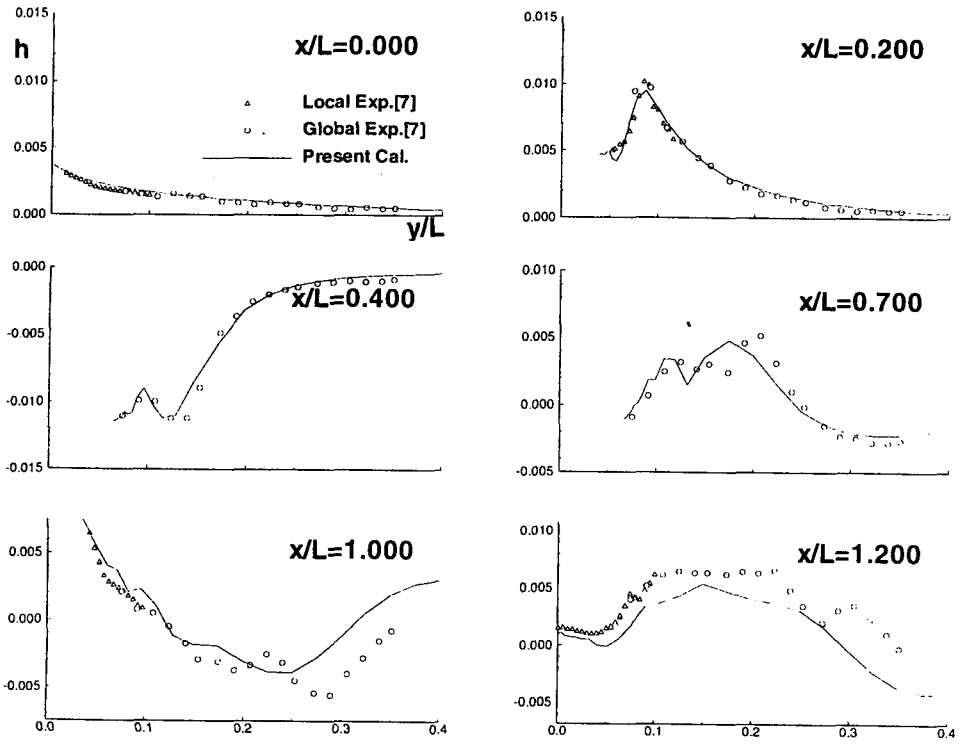 0.015
h
x/L=0.000
0.010
Local Exp.[7]
Global Exp.[7]
Present Cal.
0.005
0.000
y/L
0.015
x/L=0.200
0.010
0.005
0.000
0.000
x/L=0.400
-0.005
-0.010
-0.015
0.010
x/L=0.700
0.005
0.000
-0.005
x/L=1.000
0.005
0.000
-0.005
0.0 0.1 0.2 0.3 0.4
0.010
x/L=1.200
0.005
0.000
-0.005
0.0 0.1 0.2 0.3 0.4